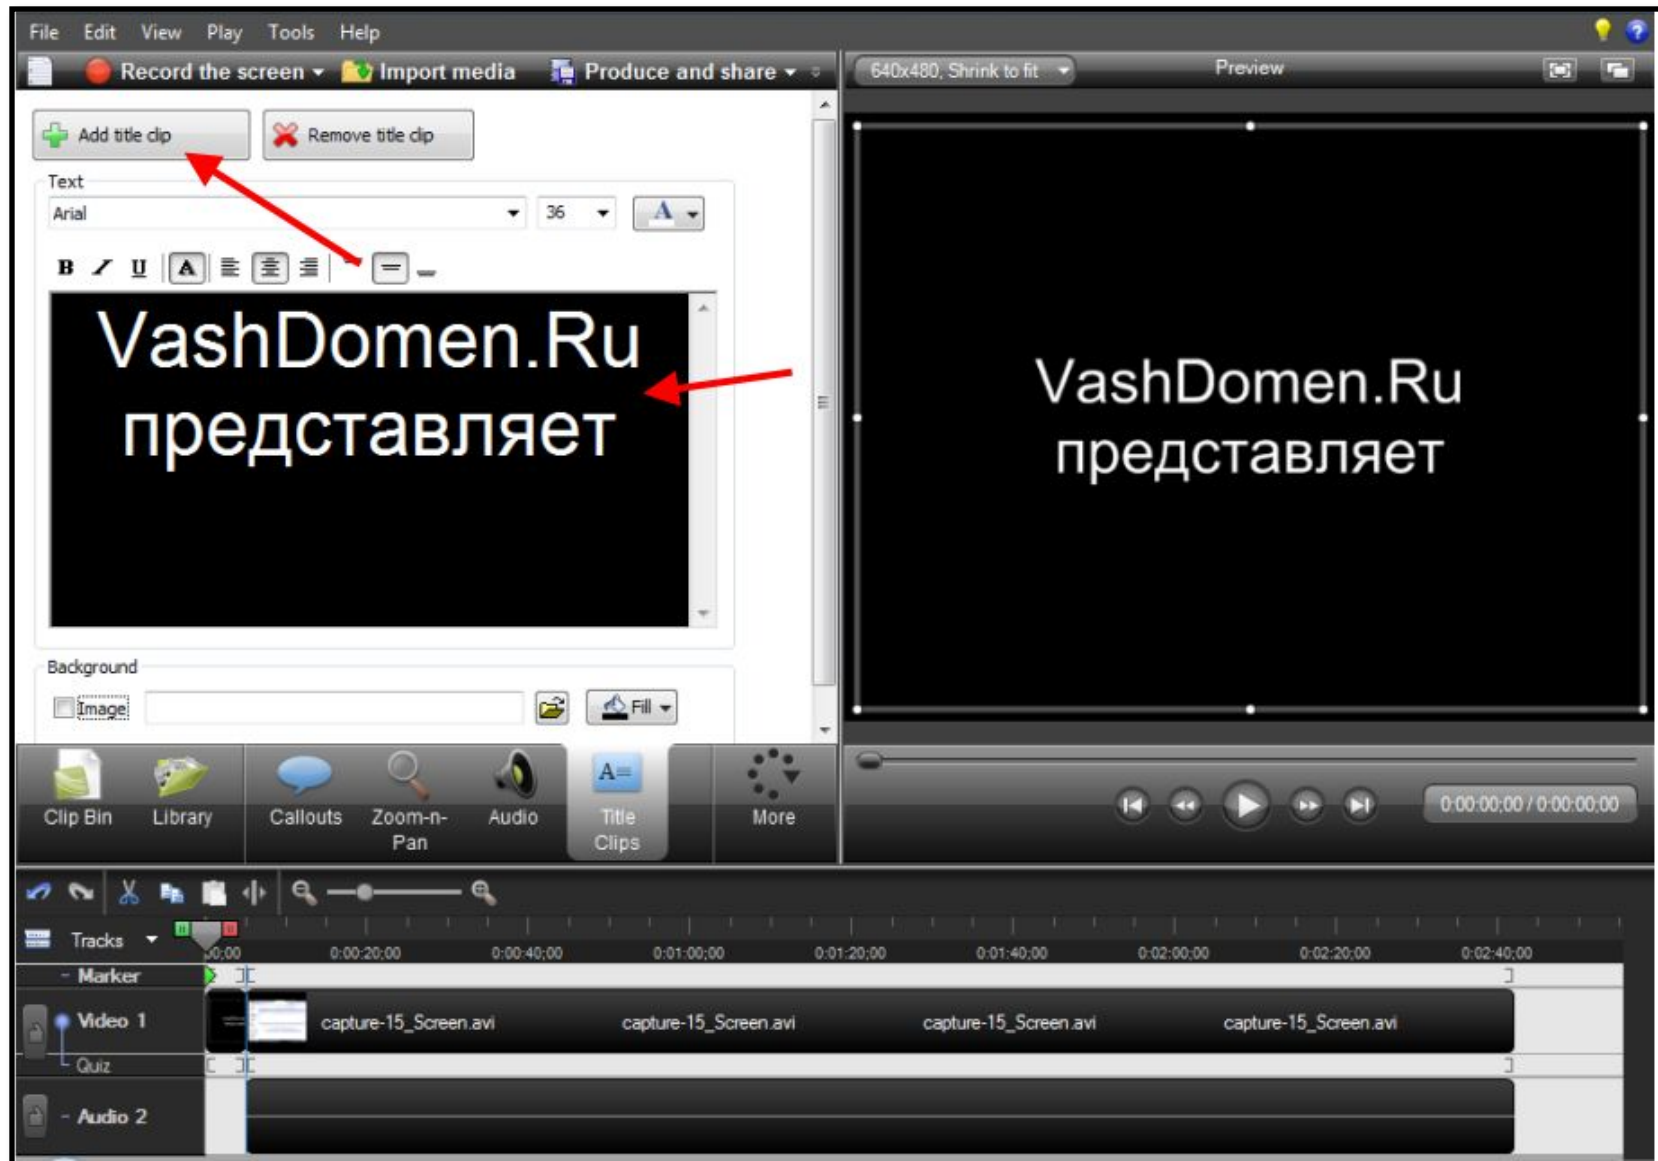 File Edit View Play Tools Help
Record the screen Import media Produce and share
640x480, Shrink to fit Preview
Add title clip Remove title clip
Text
Arial 36 A
B I U A
VashDomen.Ru
представляет
VashDomen.Ru
представляет
Background
Image Fill
Clip Bin Library Callouts Zoom-n-Pan Audio Title Clips More
0:00:00;00 / 0:00:00;00
Tracks 00:00 0:00:20;00 0:00:40;00 0:01:00;00 0:01:20;00 0:01:40;00 0:02:00;00 0:02:20;00 0:02:40;00
- Marker
Video 1 capture-15_Screen.avi capture-15_Screen.avi capture-15_Screen.avi capture-15_Screen.avi
Quiz
- Audio 2